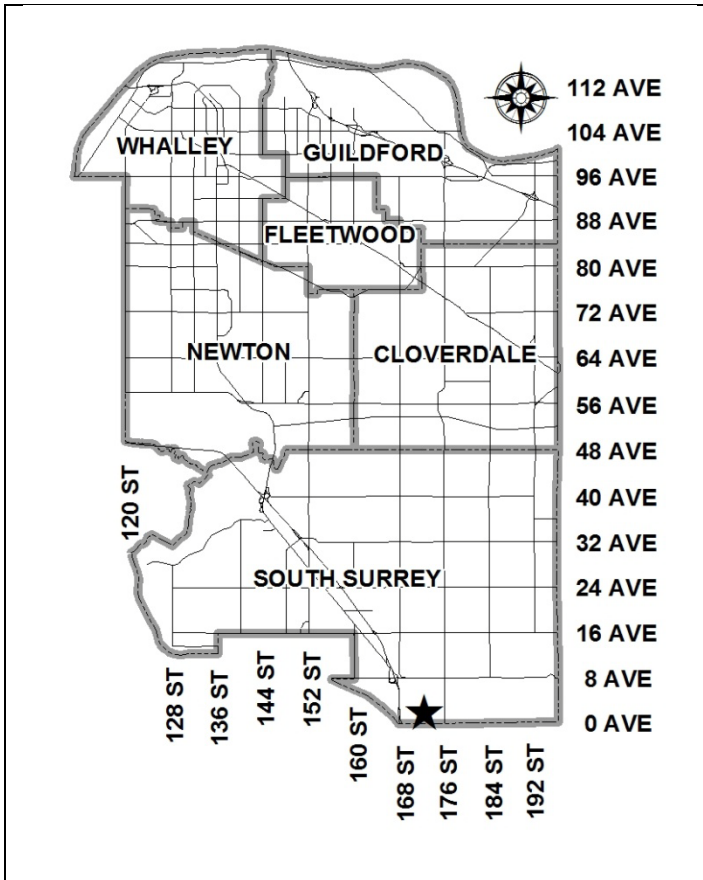 112 AVE
104 AVE
WHALLEY
GUILDFORD
96 AVE
88 AVE
FLEETWOOD
80 AVE
72 AVE
NEWTON
CLOVERDALE
64 AVE
56 AVE
48 AVE
120 ST
40 AVE
32 AVE
SOUTH SURREY
24 AVE
16 AVE
128 ST
136 ST
144 ST
152 ST
8 AVE
160 ST
0 AVE
168 ST
176 ST
184 ST
192 ST